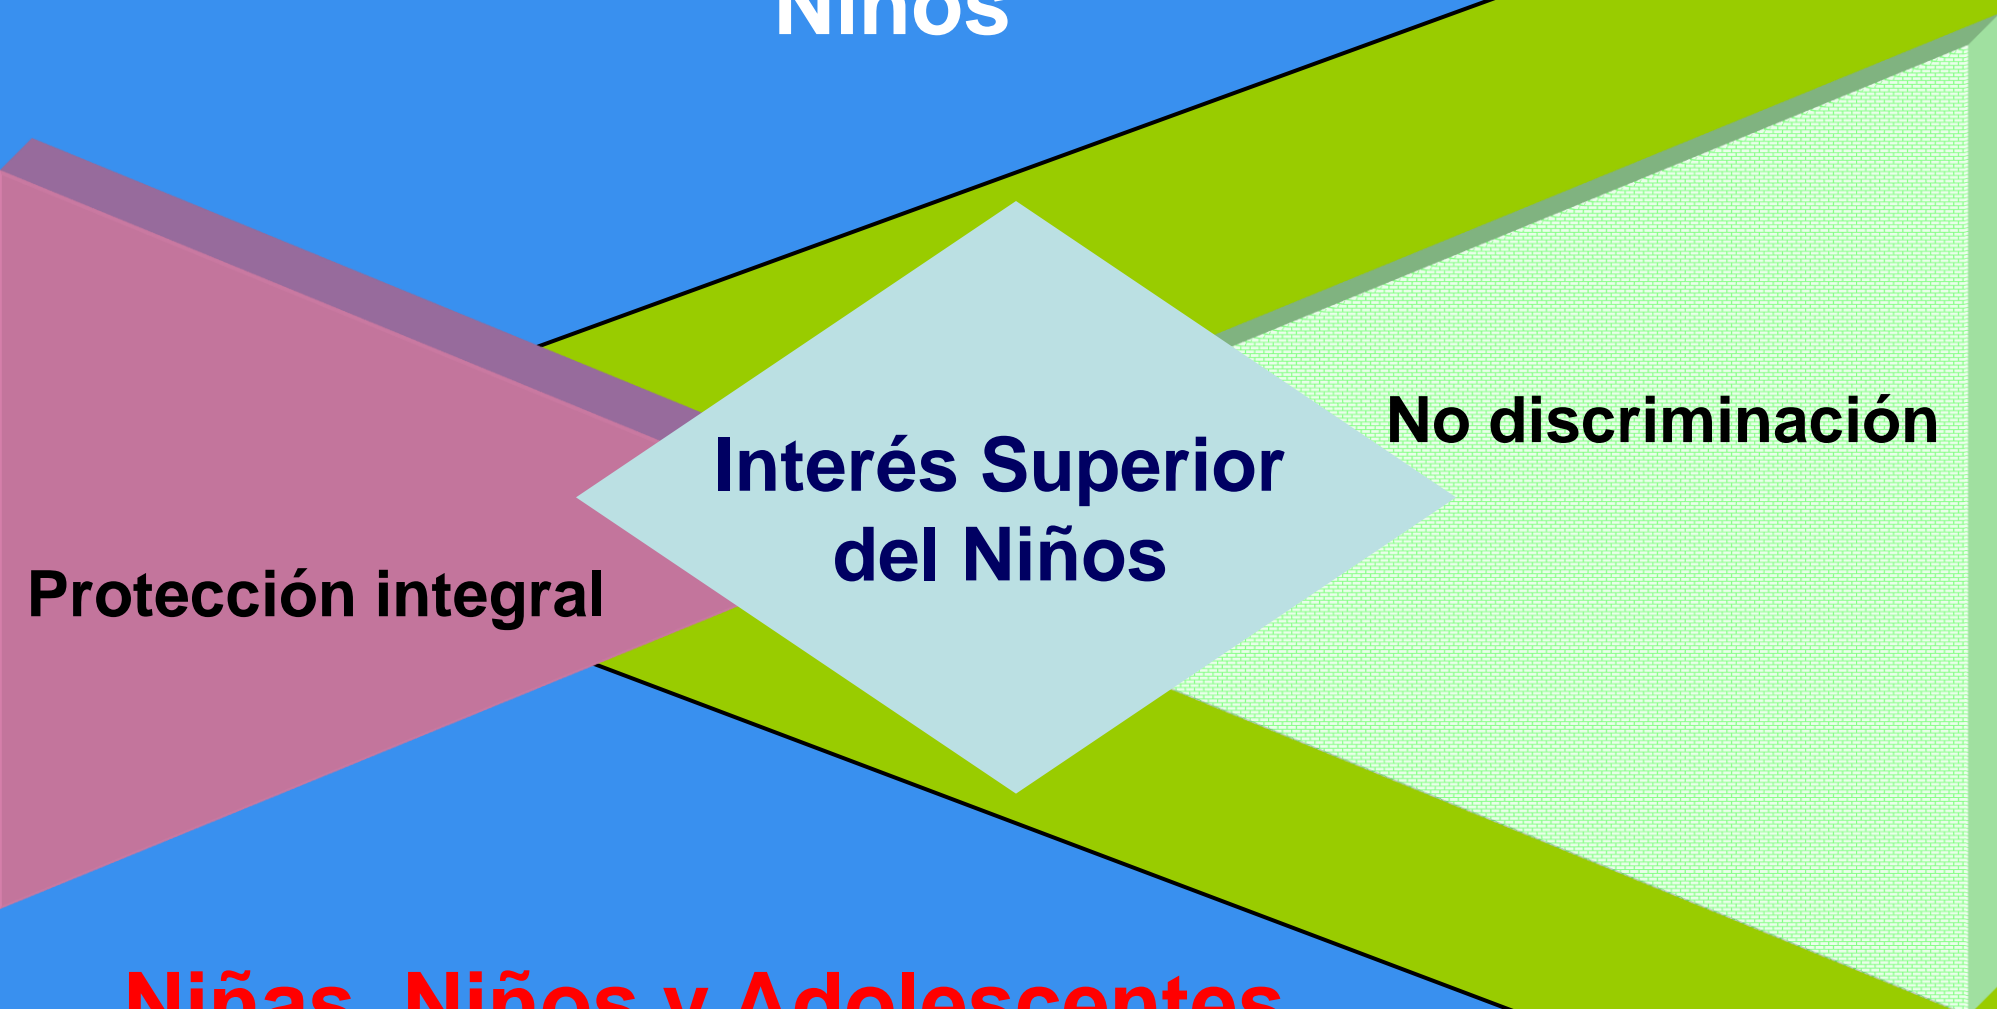 Niños
No discriminación
Interés Superior
del Niños
Protección integral
Niñas, Niños y Adolescentes